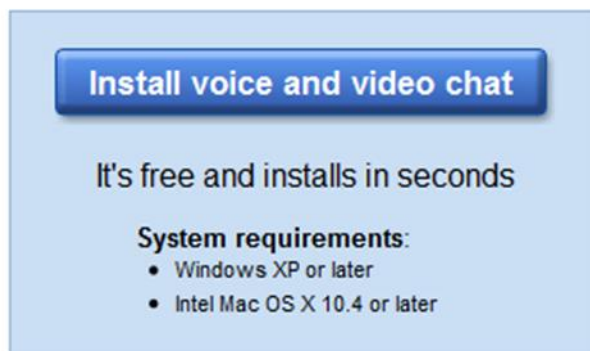 Install voice and video chat
It's free and installs in seconds
System requirements:
• Windows XP or later
• Intel Mac OS X 10.4 or later